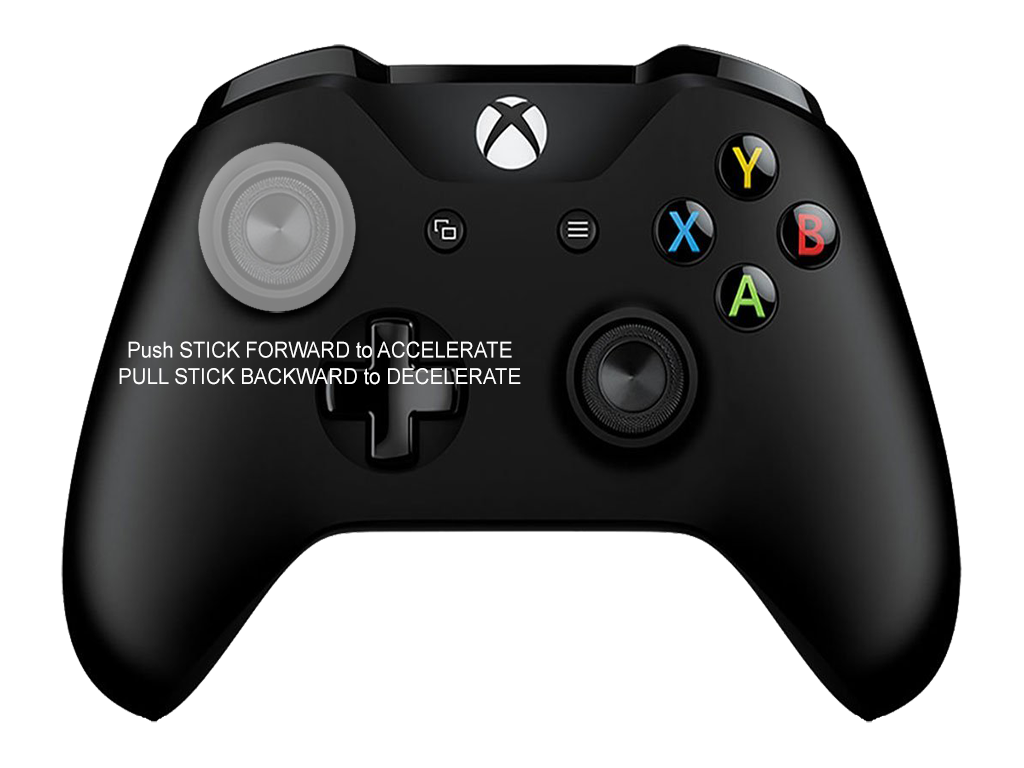 Y
X
B
A
Push STICK FORWARD to ACCELERATE
PULL STICK BACKWARD to DECELERATE